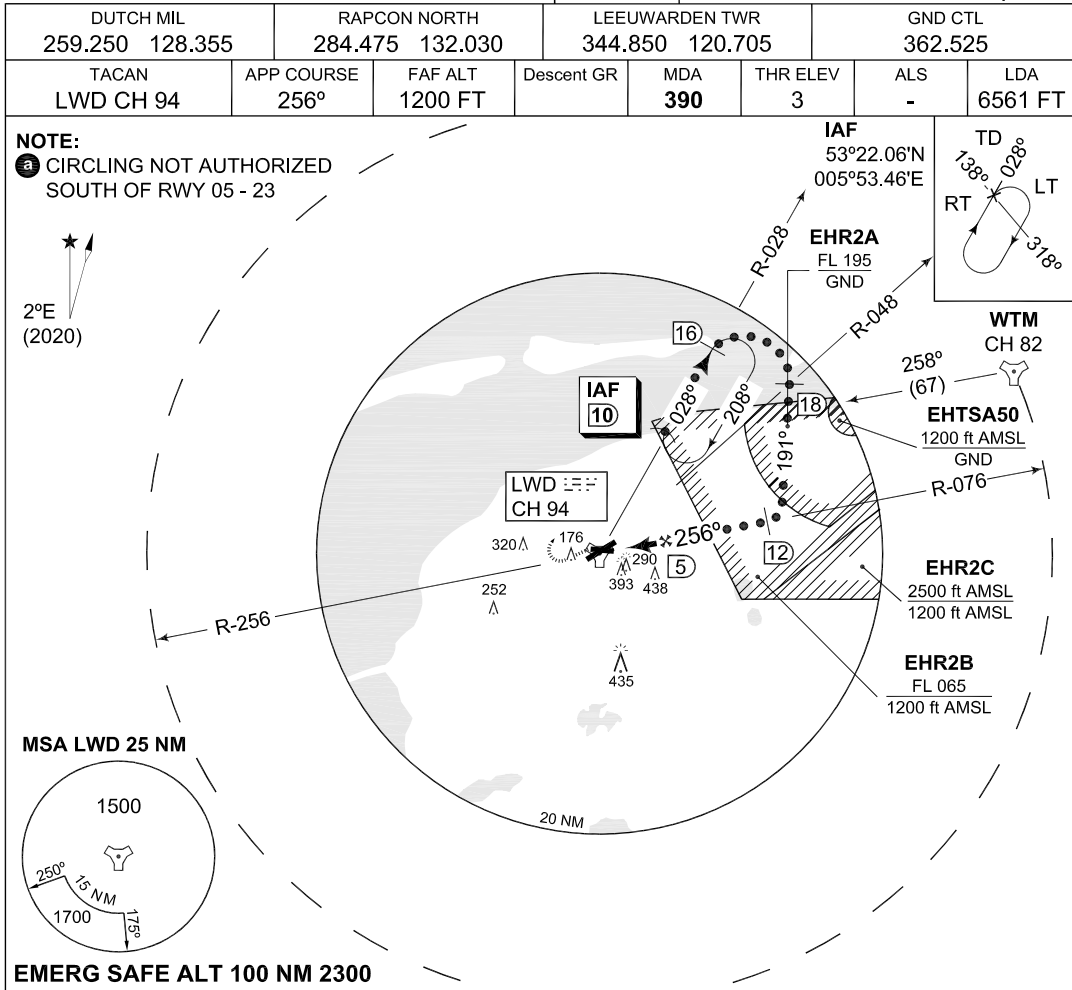 DUTCH MIL
259.250 128.355
RAPCON NORTH
284.475 132.030
LEEUWARDEN TWR
344.850 120.705
GND CTL
362.525
TACAN
LWD CH 94
APP COURSE
256º
FAF ALT
1200 FT
Descent GR
MDA
390
THR ELEV
3
ALS
-
LDA
6561 FT
NOTE:
a CIRCLING NOT AUTHORIZED
SOUTH OF RWY 05 - 23
2ºE
(2020)
IAF
53º22.06'N
005º53.46'E
TD
138º
028º
RT
LT
318º
R-028
EHR2A
FL 195
GND
R-048
WTM
CH 82
258º
(67)
16
IAF
10
028º
208º
18
EHTSA50
1200 ft AMSL
GND
191º
R-076
LWD
CH 94
256º
12
5
320
176
290
393
438
252
435
EHR2C
2500 ft AMSL
1200 ft AMSL
R-256
EHR2B
FL 065
1200 ft AMSL
MSA LWD 25 NM
1500
250º
15 NM
1700
175º
20 NM
EMERG SAFE ALT 100 NM 2300